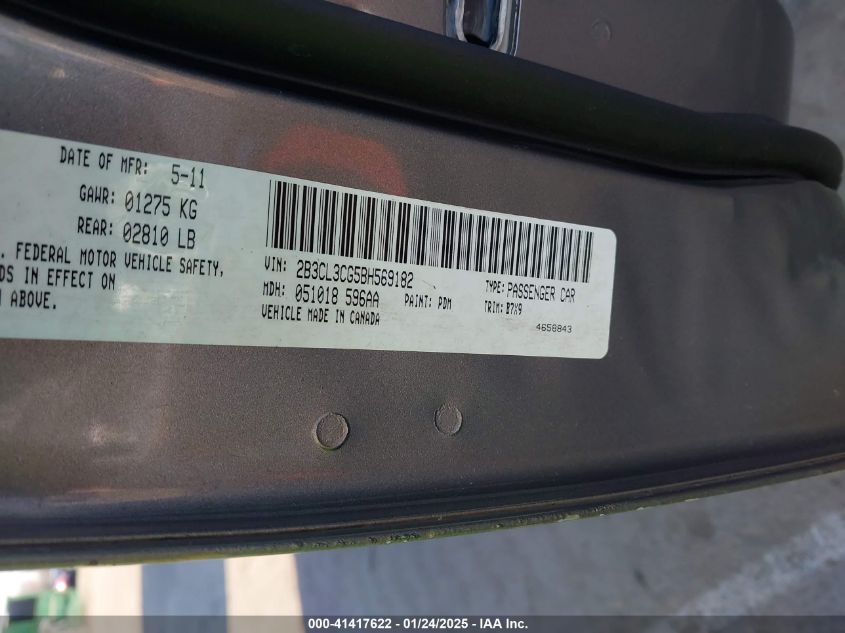 DATE OF MFR: 5-11
GAWR: 01275 KG
REAR: 02810 LB
. FEDERAL MOTOR VEHICLE SAFETY,
DS IN EFFECT ON
ABOVE.
VIN: 2B3CL3CG5BH569182
MDH: 051018 596AA PAINT: PDM
VEHICLE MADE IN CANADA
TYPE: PASSENGER CAR
TRIM: B7X9
4658843
000-41417622 - 01/24/2025 - IAA Inc.